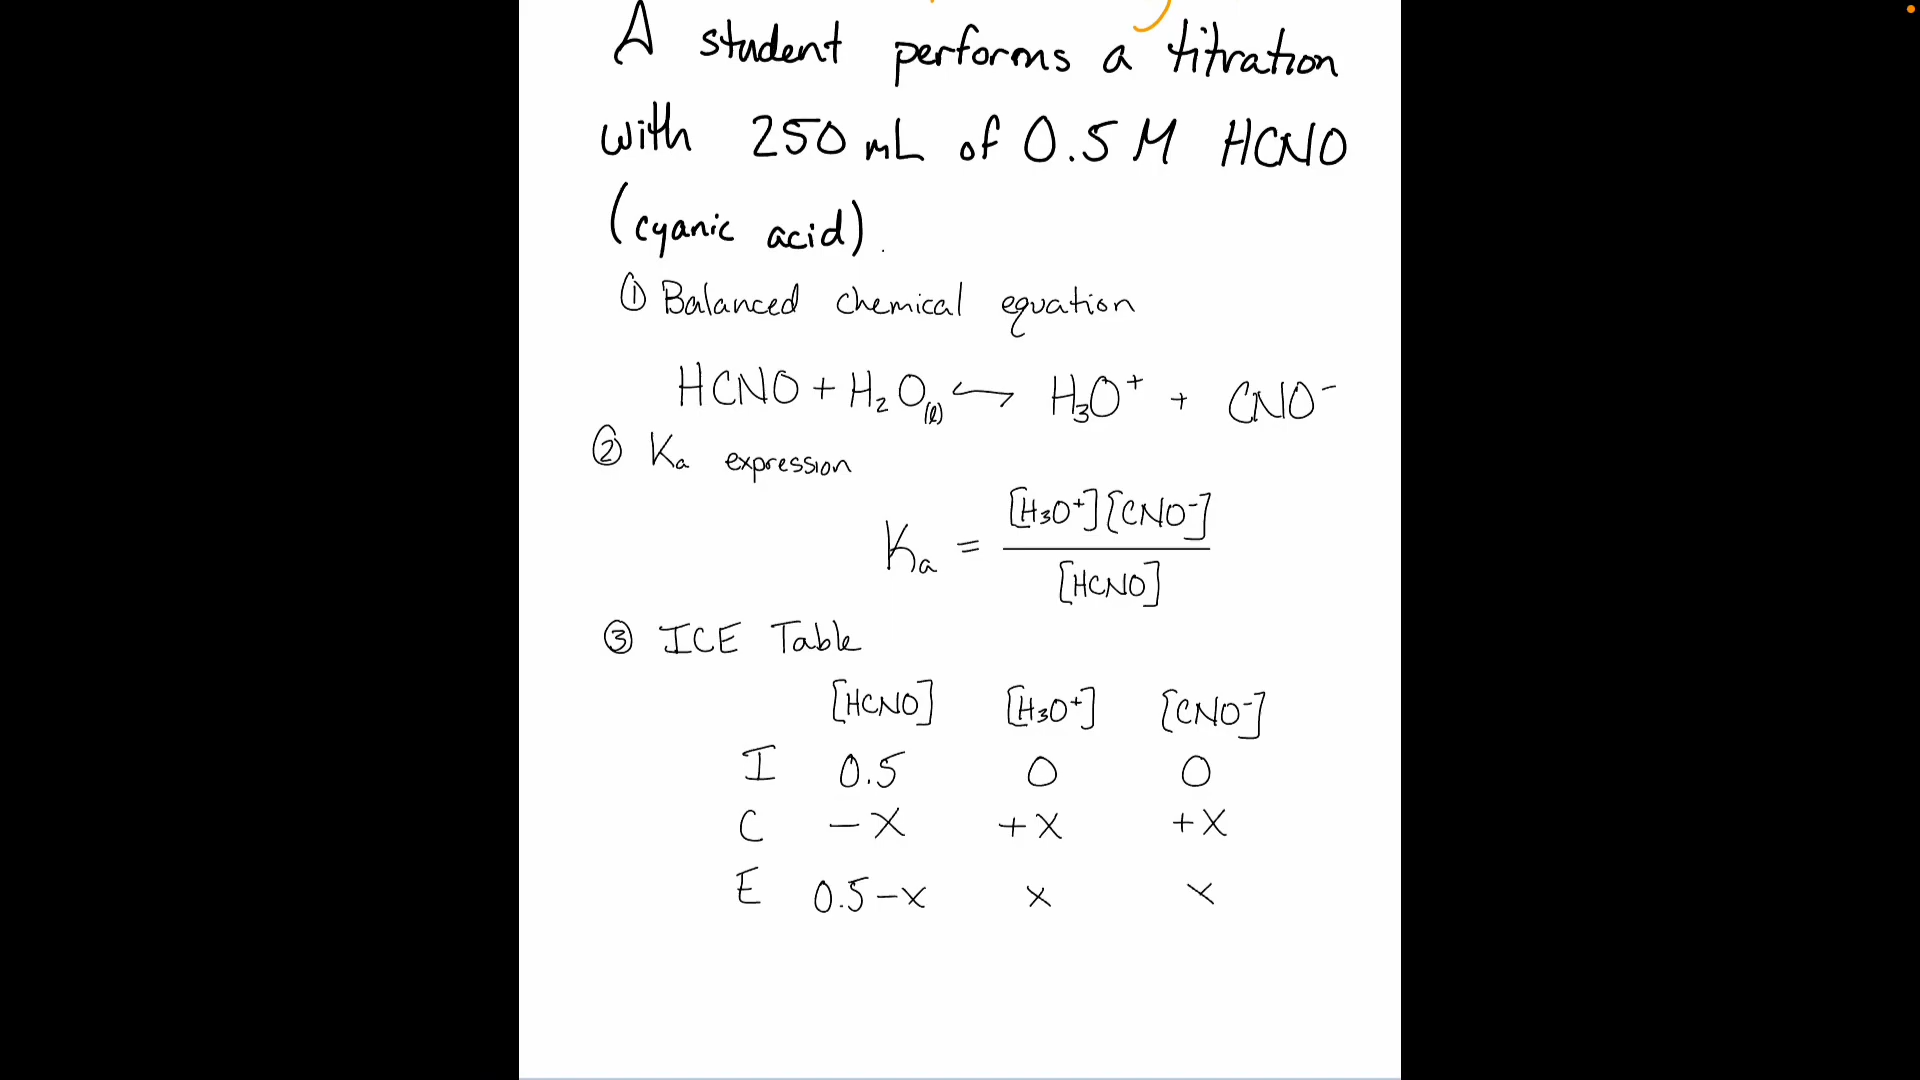 A student performs a titration
with 250 mL of 0.5 M HCNO
(cyanic acid).
① Balanced chemical equation
HCNO + H₂O(l) ⇌ H₃O⁺ + CNO⁻
② Ka expression
Ka = [H₃O⁺][CNO⁻]
[HCNO]
③ ICE Table
[HCNO] [H₃O⁺] [CNO⁻]
I 0.5 0 0
C -X +X +X
E 0.5-x x x